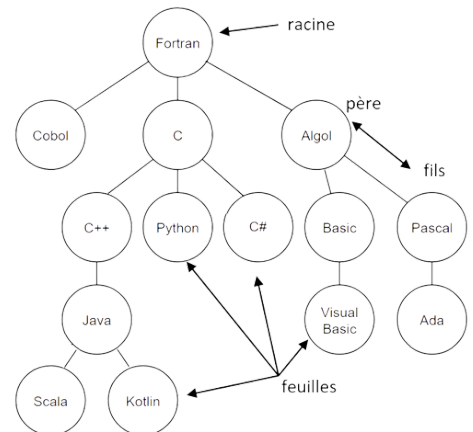 racine
Fortran
père
Cobol
C
Algol
fils
C++
Python
C#
Basic
Pascal
Java
Visual
Basic
Ada
feuilles
Scala
Kotlin